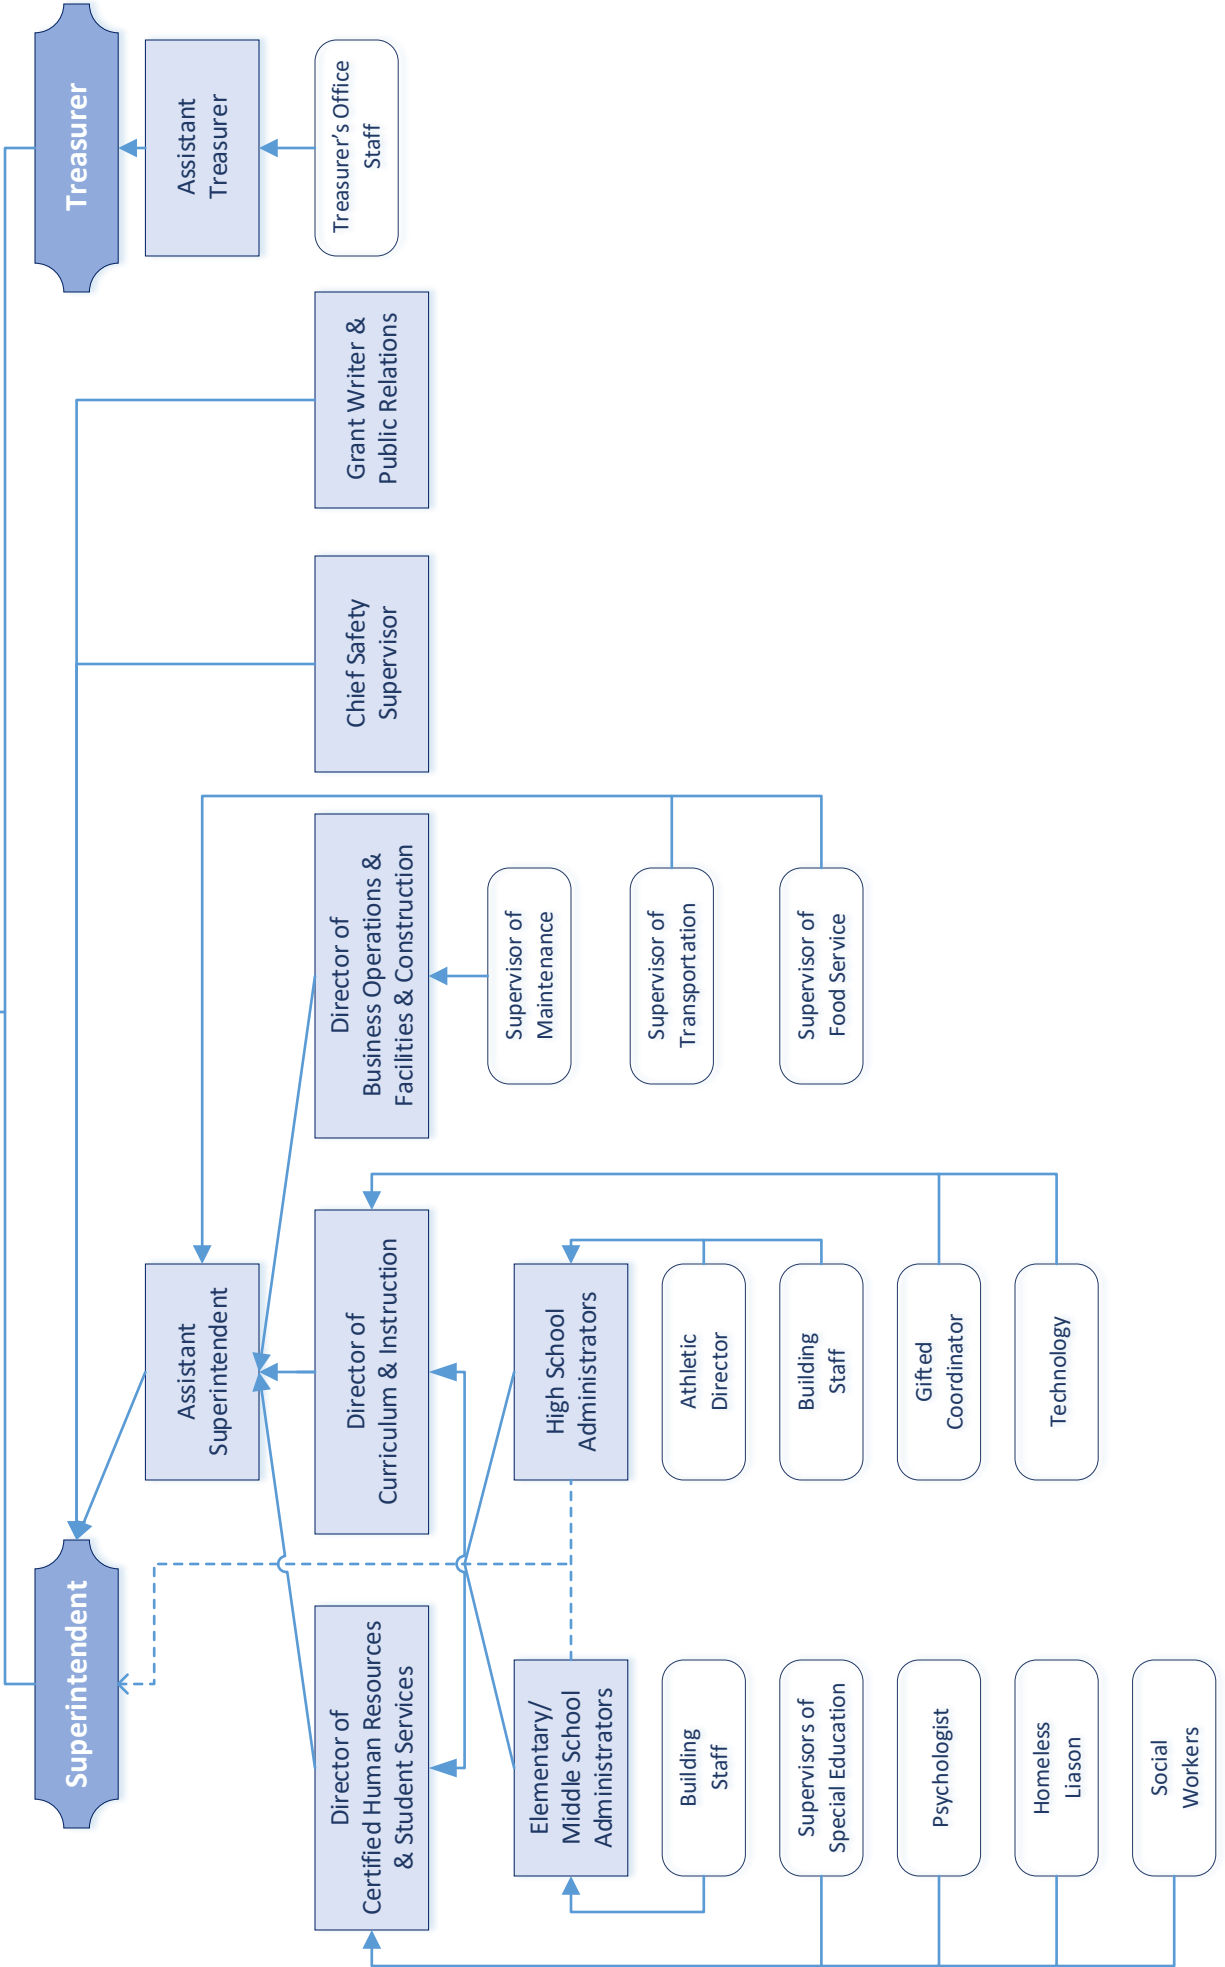 Superintendent
Treasurer
Assistant
Superintendent
Assistant
Treasurer
Director of
Certified Human Resources
& Student Services
Director of
Curriculum & Instruction
Director of
Business Operations &
Facilities & Construction
Chief Safety
Supervisor
Grant Writer &
Public Relations
Treasurer’s Office
Staff
Elementary/
Middle School
Administrators
High School
Administrators
Supervisor of
Maintenance
Building
Staff
Athletic
Director
Supervisor of
Transportation
Supervisors of
Special Education
Building
Staff
Supervisor of
Food Service
Psychologist
Gifted
Coordinator
Homeless
Liason
Technology
Social
Workers